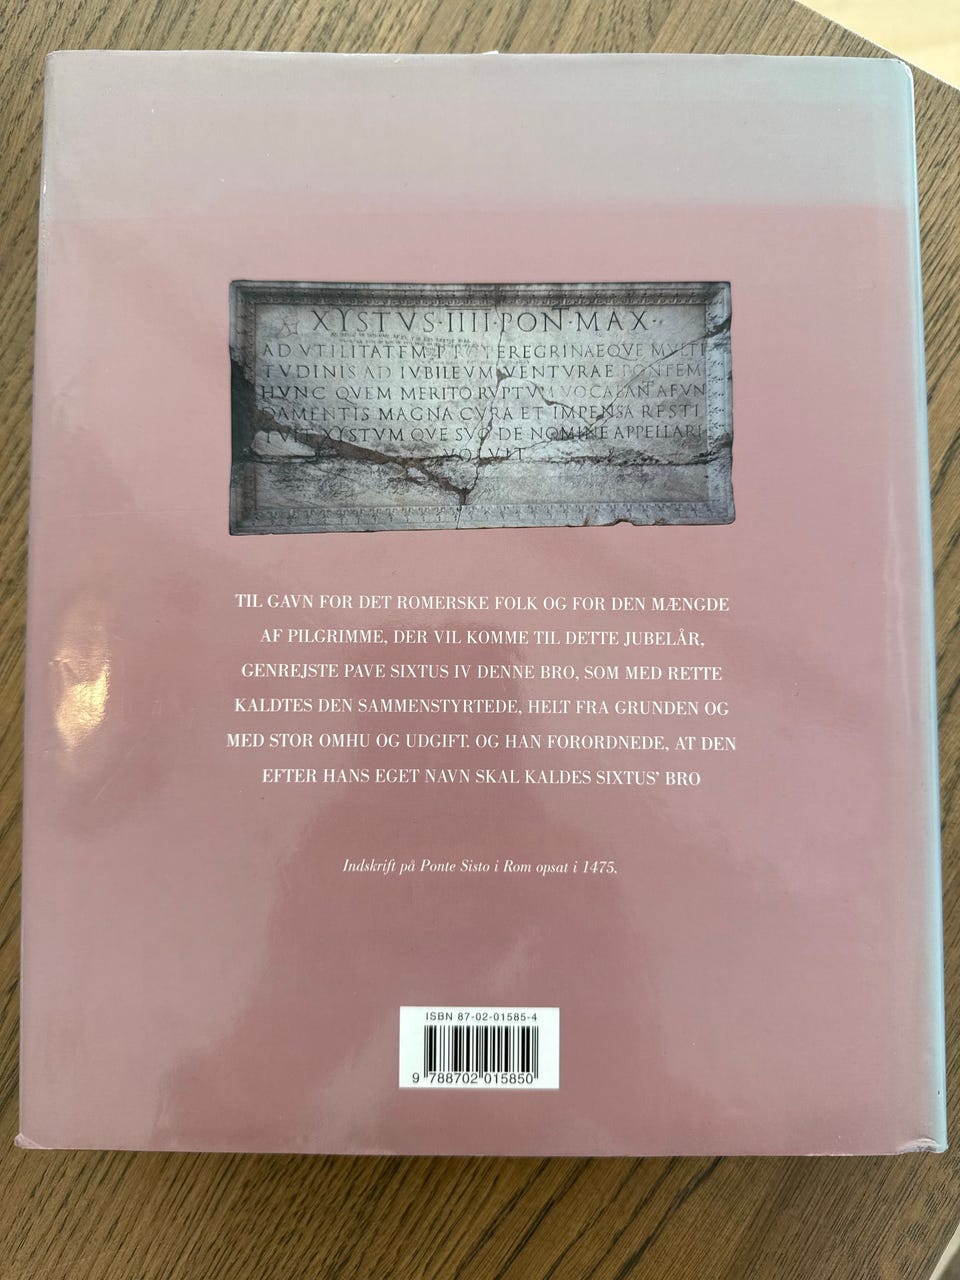 XYSTVS·IIII·PON·MAX·
AD VTILITATEM P R PEREGRINAEQVE MVLTI
TVDINIS AD IVBILEVM VENTVRAE PONTEM
HVNC QVEM MERITO RVPTVM VOCABANT AFVN
DAMENTIS MAGNA CVRA ET IMPENSA RESTI
TVIT XYSTVM QVE SVO DE NOMINE APPELLARI
VOLVIT
TIL GAVN FOR DET ROMERSKE FOLK OG FOR DEN MÆNGDE
AF PILGRIMME, DER VIL KOMME TIL DETTE JUBELÅR,
GENREJSTE PAVE SIXTUS IV DENNE BRO, SOM MED RETTE
KALDTES DEN SAMMENSTYRTEDE, HELT FRA GRUNDEN OG
MED STOR OMHU OG UDGIFT. OG HAN FORORDNEDE, AT DEN
EFTER HANS EGET NAVN SKAL KALDES SIXTUS' BRO
Indskrift på Ponte Sisto i Rom opsat i 1475.
ISBN 87-02-01585-4
9 788702 015850